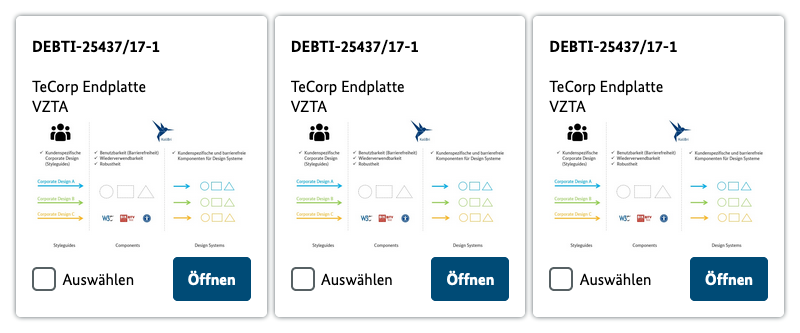 DEBTI-25437/17-1
TeCorp Endplatte
VZTA
✓ Kundenspezifische
Corporate Design
(Styleguides)
✓ Benutzbarkeit (Barrierefreiheit)
✓ Wiederverwendbarkeit
✓ Robustheit
✓ Kundenspezifische und barrierefreie
Komponenten für Design Systeme
Corporate Design A
Corporate Design B
Corporate Design C
W3C
Styleguides
Components
Design Systems
Auswählen
Öffnen
DEBTI-25437/17-1
TeCorp Endplatte
VZTA
✓ Kundenspezifische
Corporate Design
(Styleguides)
✓ Benutzbarkeit (Barrierefreiheit)
✓ Wiederverwendbarkeit
✓ Robustheit
✓ Kundenspezifische und barrierefreie
Komponenten für Design Systeme
Corporate Design A
Corporate Design B
Corporate Design C
W3C
Styleguides
Components
Design Systems
Auswählen
Öffnen
DEBTI-25437/17-1
TeCorp Endplatte
VZTA
✓ Kundenspezifische
Corporate Design
(Styleguides)
✓ Benutzbarkeit (Barrierefreiheit)
✓ Wiederverwendbarkeit
✓ Robustheit
✓ Kundenspezifische und barrierefreie
Komponenten für Design Systeme
Corporate Design A
Corporate Design B
Corporate Design C
W3C
Styleguides
Components
Design Systems
Auswählen
Öffnen